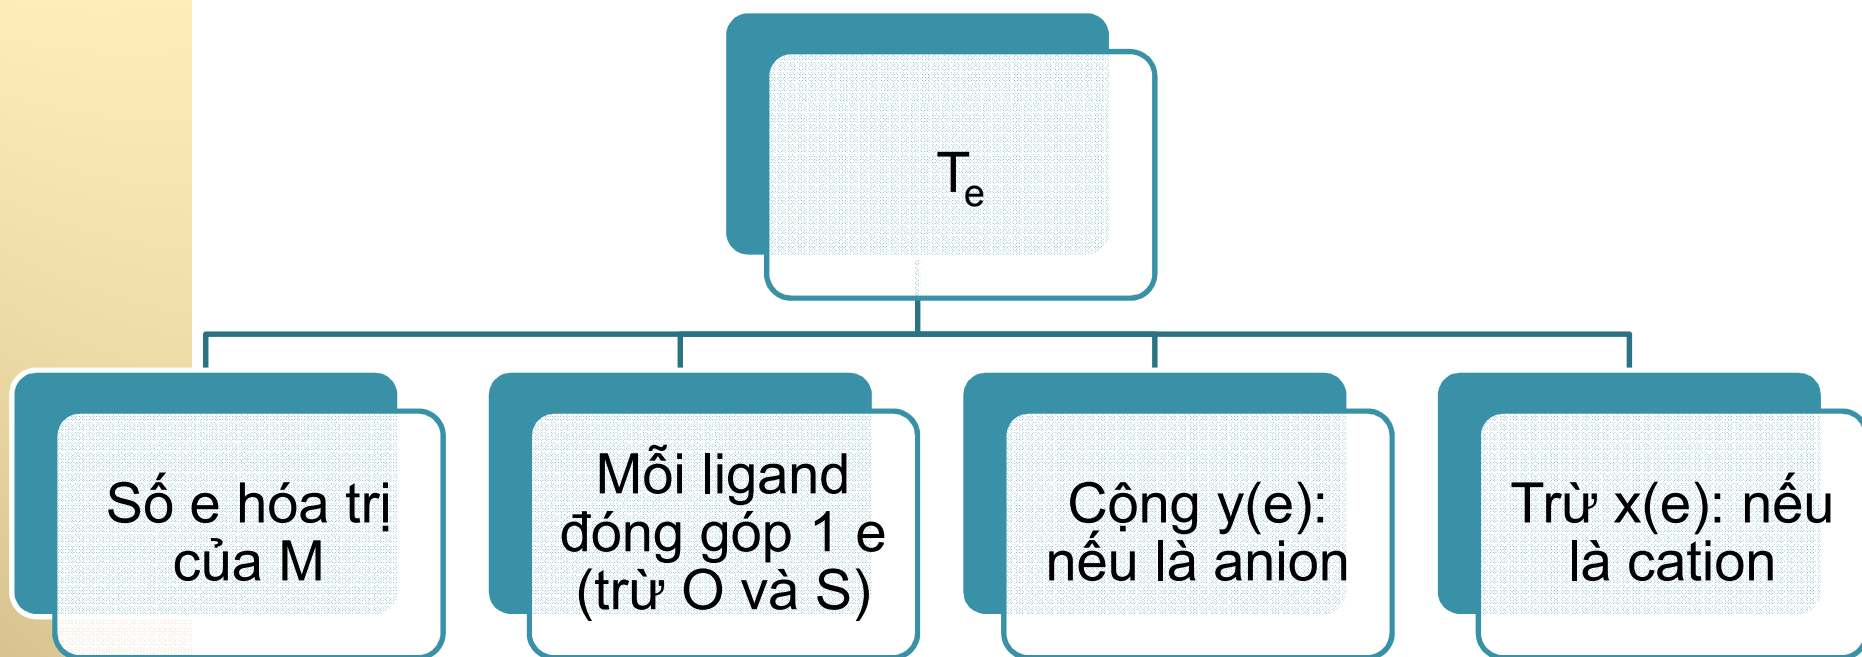 Tₑ
Số e hóa trị
của M
Mỗi ligand
đóng góp 1 e
(trừ O và S)
Cộng y(e):
nếu là anion
Trừ x(e): nếu
là cation